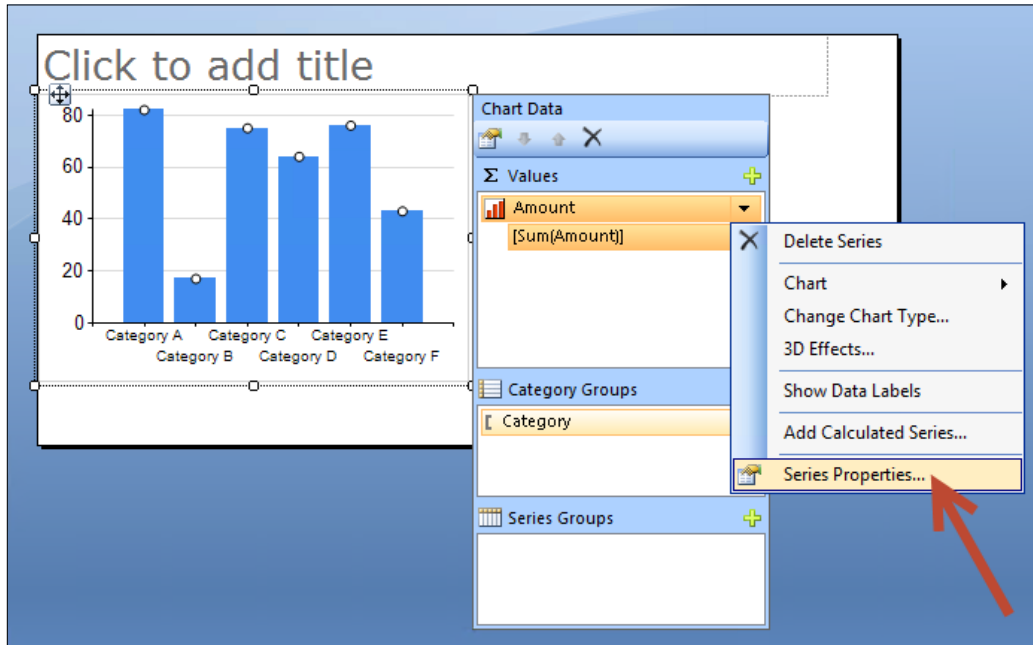 Click to add title
80
60
40
20
0
Category A Category C Category E
Category B Category D Category F
Chart Data
Σ Values
Amount
[Sum(Amount)]
Category Groups
Category
Series Groups
Delete Series
Chart
Change Chart Type...
3D Effects...
Show Data Labels
Add Calculated Series...
Series Properties...